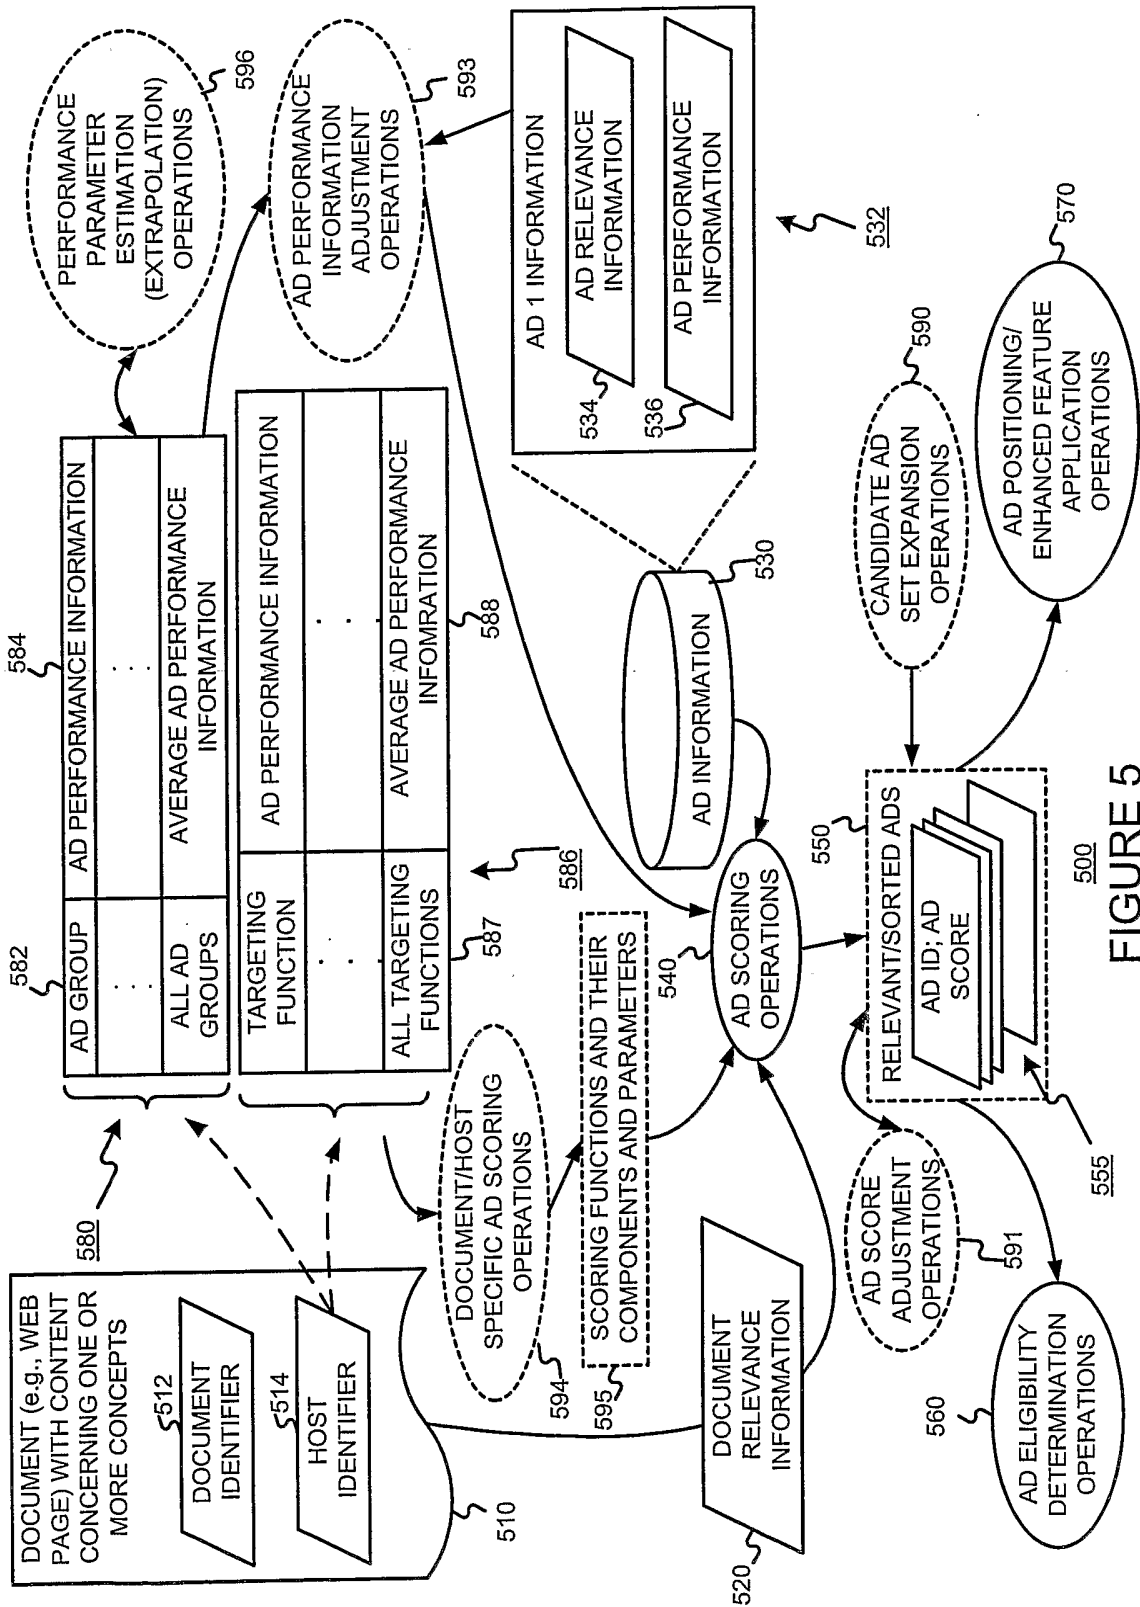 DOCUMENT (e.g., WEB
PAGE) WITH CONTENT
CONCERNING ONE OR
MORE CONCEPTS
512
DOCUMENT
IDENTIFIER
514
HOST
IDENTIFIER
510
580
582
584
AD GROUP
AD PERFORMANCE INFORMATION
. . .
. . .
ALL AD
GROUPS
AVERAGE AD PERFORMANCE
INFORMATION
TARGETING
FUNCTION
AD PERFORMANCE INFORMATION
. . .
. . .
ALL TARGETING
FUNCTIONS
AVERAGE AD PERFORMANCE
INFOMRATION
587
586
588
PERFORMANCE
PARAMETER
ESTIMATION
(EXTRAPOLATION)
OPERATIONS
596
AD PERFORMANCE
INFORMATION
ADJUSTMENT
OPERATIONS
593
DOCUMENT/HOST
SPECIFIC AD SCORING
OPERATIONS
594
SCORING FUNCTIONS AND THEIR
COMPONENTS AND PARAMETERS
595
AD 1 INFORMATION
534
AD RELEVANCE
INFORMATION
536
AD PERFORMANCE
INFORMATION
532
530
AD INFORMATION
540
AD SCORING
OPERATIONS
DOCUMENT
RELEVANCE
INFORMATION
520
550
RELEVANT/SORTED ADS
AD ID; AD
SCORE
555
AD SCORE
ADJUSTMENT
OPERATIONS
591
590
CANDIDATE AD
SET EXPANSION
OPERATIONS
560
AD ELIGIBILITY
DETERMINATION
OPERATIONS
570
AD POSITIONING/
ENHANCED FEATURE
APPLICATION
OPERATIONS
500
FIGURE 5